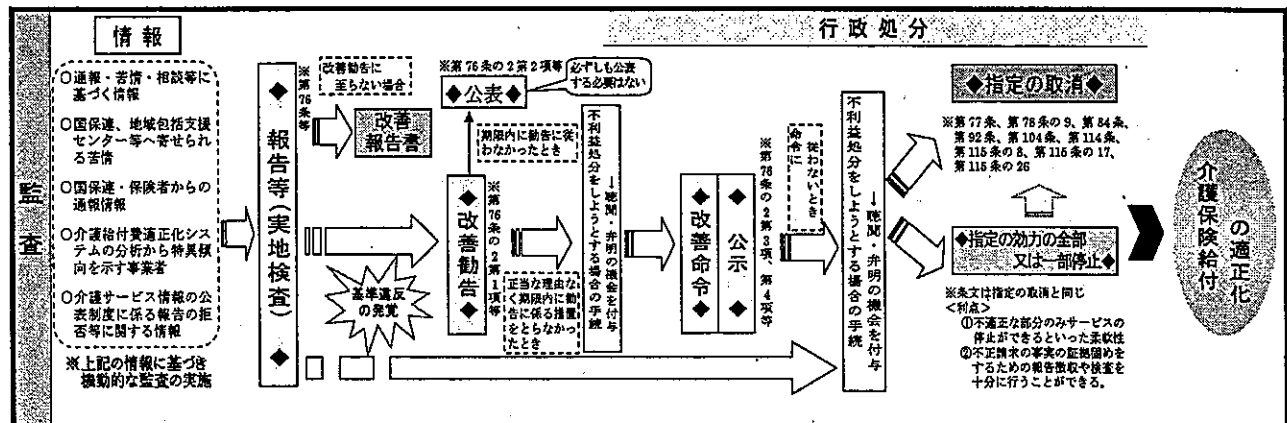 監査
情報
○通報・苦情・相談等に
基づく情報
○国保連、地域包括支援
センター等へ寄せられ
る苦情
○国保連・保険者からの
通報情報
○介護給付費適正化シス
テムの分析から特異傾
向を示す事業者
○介護サービス情報の公
表制度に係る報告の拒
否等に関する情報
※上記の情報に基づき
機動的な監査の実施
◆報告等(実地検査)◆
※第76条等
改善勧告に
至らない場合
改善
報告書
基準違反
の発覚
※第76条の2第2項等
◆公表◆
必ずしも公表
する必要はない
期限内に勧告に従
わなかったとき
◆改善勧告◆
※第76条の2第1項等
正当な理由な
く期限内に勧
告に係る措置
をとらなかっ
たとき
不利益処分をしようとする場合の手続
→聴聞・弁明の機会を付与
行政処分
◆改善命令◆
公示
※第76条の2第3項、第4項等
命令に
従わないとき
不利益処分をしようとする場合の手続
→聴聞・弁明の機会を付与
◆指定の取消◆
※第77条、第78条の9、第84条、
第92条、第104条、第114条、
第115条の8、第115条の17、
第115条の26
◆指定の効力の全部
又は一部停止◆
※条文は指定の取消と同じ
<利点>
①不適正な部分のみサービスの
停止ができるといった柔軟性
②不正請求の事実の証拠固めを
するための報告徴収や検査を
十分に行うことができる。
介護保険給付
の適正化